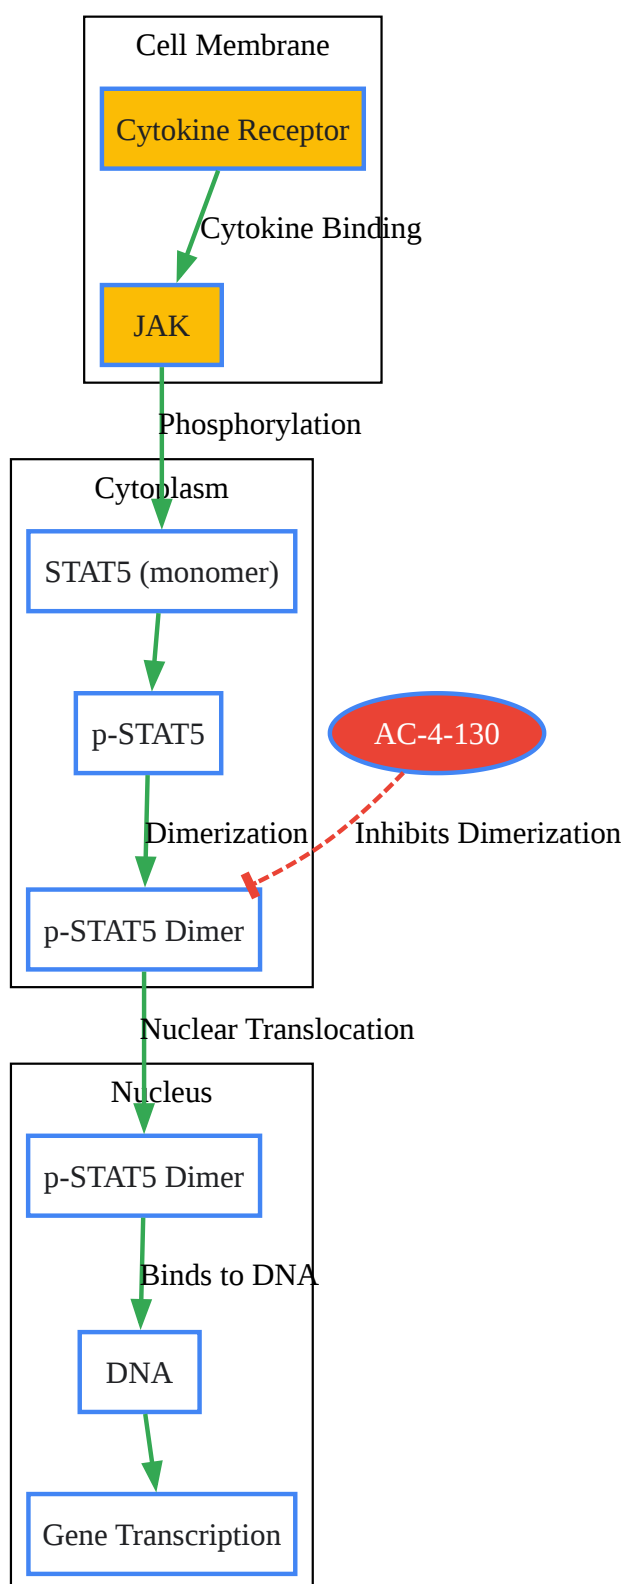 Cell Membrane
Cytokine Receptor
Cytokine Binding
JAK
Phosphorylation
Cytoplasm
STAT5 (monomer)
p-STAT5
AC-4-130
Dimerization
Inhibits Dimerization
p-STAT5 Dimer
Nuclear Translocation
Nucleus
p-STAT5 Dimer
Binds to DNA
DNA
Gene Transcription